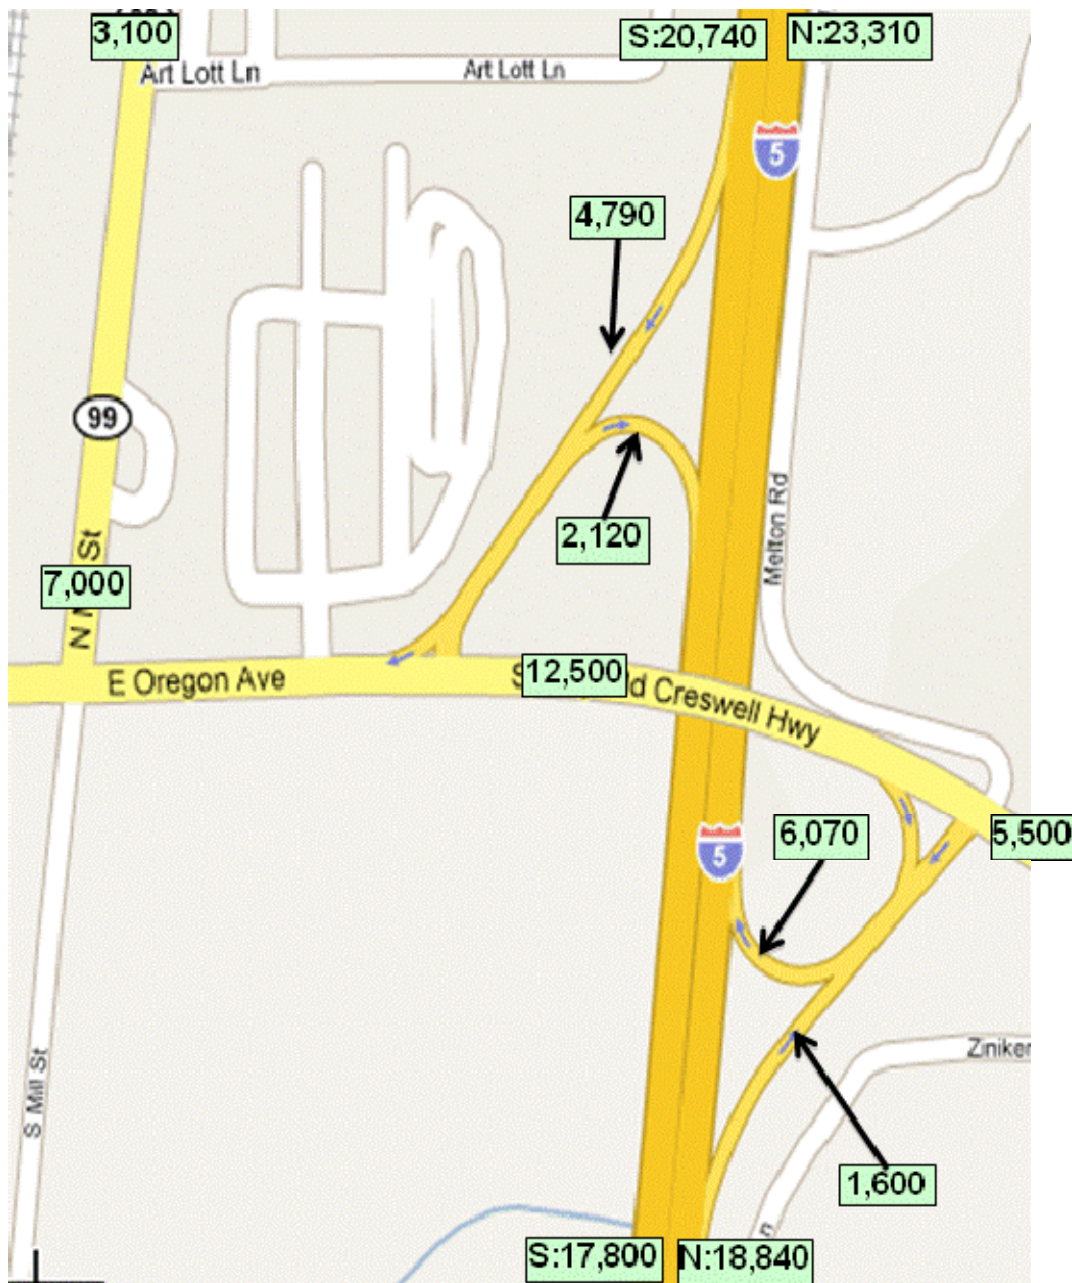 3,100
S:20,740
N:23,310
Art Lott Ln
Art Lott Ln
5
4,790
99
2,120
Melton Rd
St
7,000
N
12,500
E Oregon Ave
d Creswell Hwy
6,070
5,500
5
1,600
Ziniker
S Mill St
n
S:17,800
N:18,840